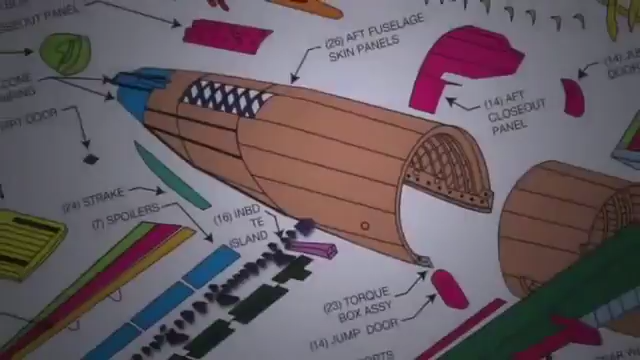 CLOSEOUT PANEL
(26) AFT FUSELAGE
SKIN PANELS
(14) AFT
CLOSEOUT
PANEL
DOOR
(24) STRAKE
(7) SPOILERS
(16) INBD
TE
ISLAND
(23) TORQUE
BOX ASSY
(14) JUMP DOOR